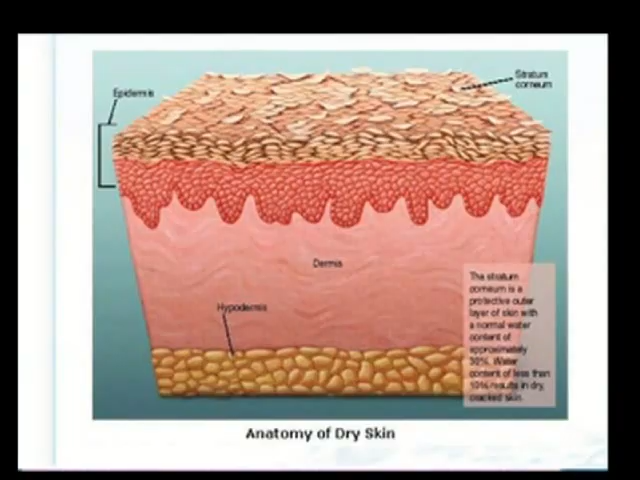 Epidermis
Stratum
corneum
Dermis
Hypodermis
The stratum
corneum is a
protective outer
layer of skin with
a normal water
content of
approximately
30%. Water
content of less than
10% results in dry,
cracked skin.
Anatomy of Dry Skin